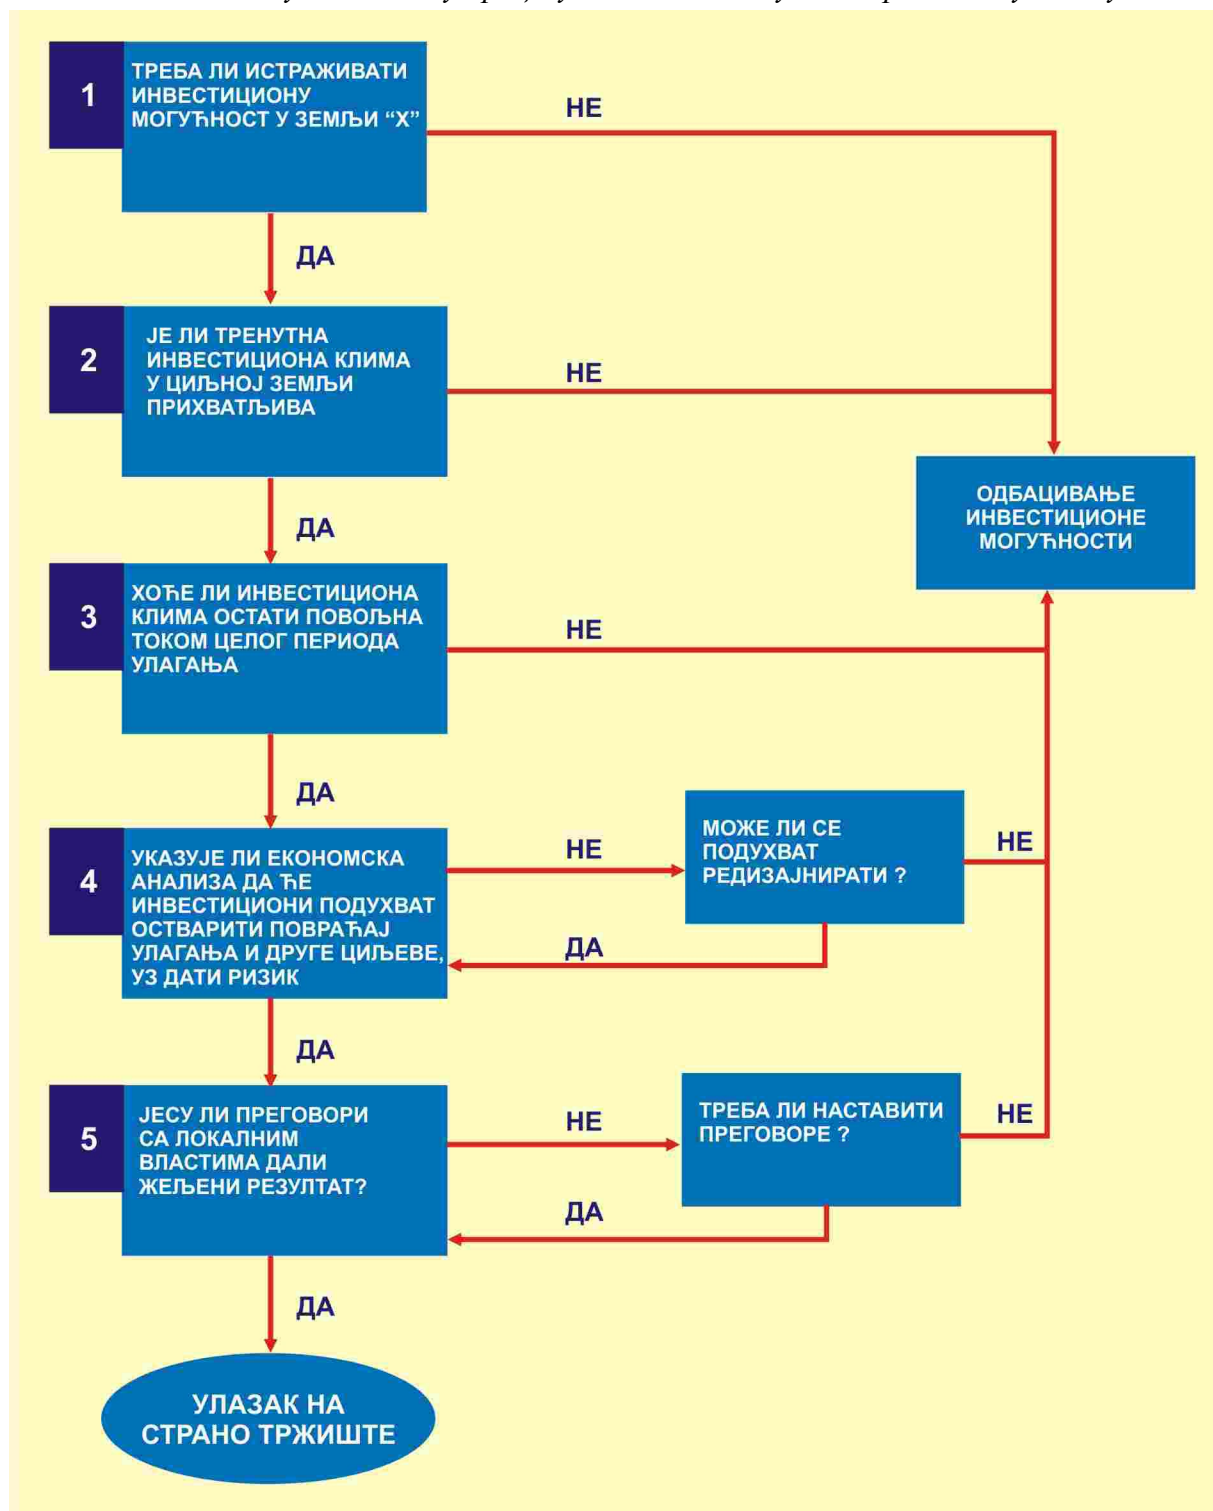 1
ТРЕБА ЛИ ИСТРАЖИВАТИ
ИНВЕСТИЦИОНУ
МОГУЋНОСТ У ЗЕМЉИ “X”
НЕ
ДА
2
ЈЕ ЛИ ТРЕНУТНА
ИНВЕСТИЦИОНА КЛИМА
У ЦИЉНОЈ ЗЕМЉИ
ПРИХВАТЉИВА
НЕ
ОДБАЦИВАЊЕ
ИНВЕСТИЦИОНЕ
МОГУЋНОСТИ
ДА
3
ХОЋЕ ЛИ ИНВЕСТИЦИОНА
КЛИМА ОСТАТИ ПОВОЉНА
ТОКОМ ЦЕЛОГ ПЕРИОДА
УЛАГАЊА
НЕ
ДА
4
УКАЗУЈЕ ЛИ ЕКОНОМСКА
АНАЛИЗА ДА ЋЕ
ИНВЕСТИЦИОНИ ПОДУХВАТ
ОСТВАРИТИ ПОВРАЋАЈ
УЛАГАЊА И ДРУГЕ ЦИЉЕВЕ,
УЗ ДАТИ РИЗИК
НЕ
МОЖЕ ЛИ СЕ
ПОДУХВАТ
РЕДИЗАЈНИРАТИ ?
НЕ
ДА
ДА
5
ЈЕСУ ЛИ ПРЕГОВОРИ
СА ЛОКАЛНИМ
ВЛАСТИМА ДАЛИ
ЖЕЉЕНИ РЕЗУЛТАТ?
НЕ
ТРЕБА ЛИ НАСТАВИТИ
ПРЕГОВОРЕ ?
НЕ
ДА
ДА
УЛАЗАК НА
СТРАНО ТРЖИШТЕ